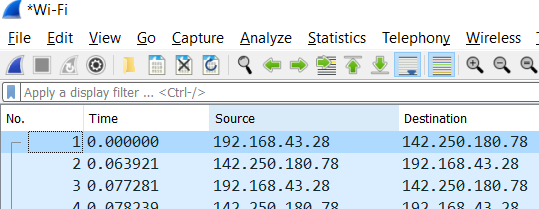 *Wi-Fi
File Edit View Go Capture Analyze Statistics Telephony Wireless
Apply a display filter ... <Ctrl-/>
No. Time Source Destination
1 0.000000 192.168.43.28 142.250.180.78
2 0.063921 142.250.180.78 192.168.43.28
3 0.077281 192.168.43.28 142.250.180.78
4 0.078239 142.250.180.78 192.168.43.28